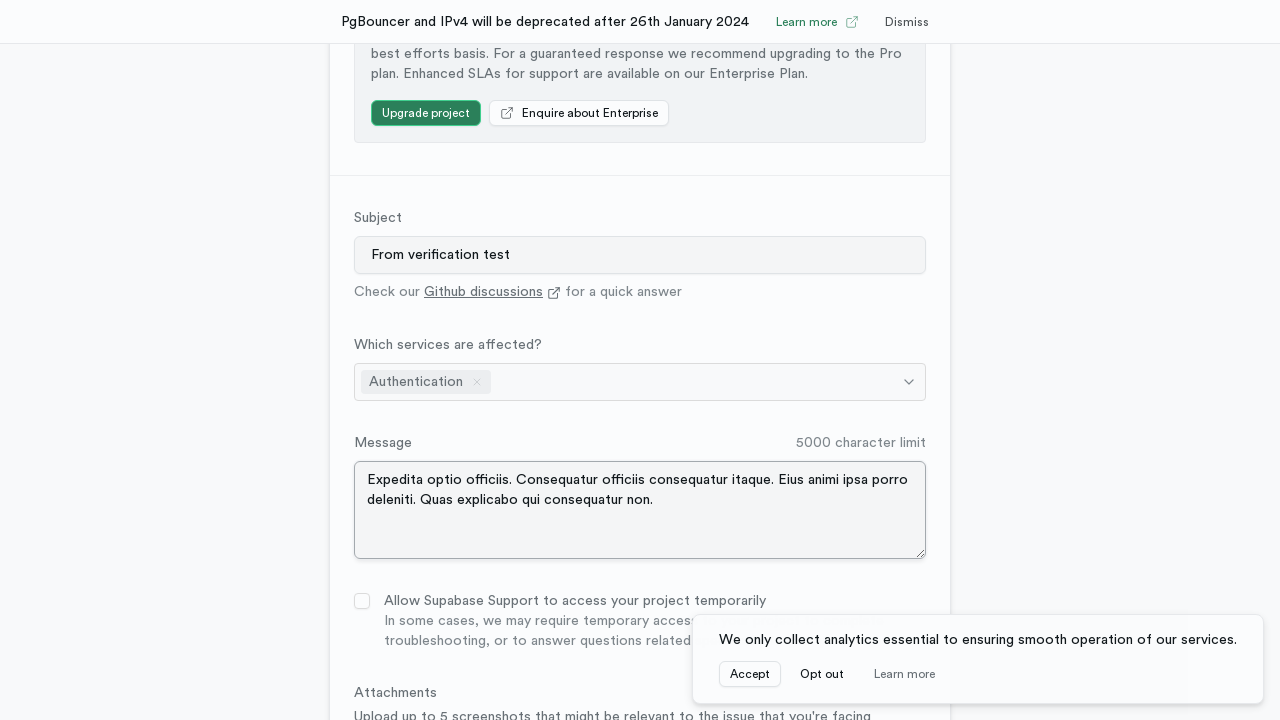 PgBouncer and IPv4 will be deprecated after 26th January 2024
Learn more
Dismiss
best efforts basis. For a guaranteed response we recommend upgrading to the Pro
plan. Enhanced SLAs for support are available on our Enterprise Plan.
Upgrade project
Enquire about Enterprise
Subject
From verification test
Check our Github discussions for a quick answer
Which services are affected?
Authentication
Message
5000 character limit
Expedita optio officiis. Consequatur officiis consequatur itaque. Eius animi ipsa porro
deleniti. Quas explicabo qui consequatur non.
Allow Supabase Support to access your project temporarily
In some cases, we may require temporary access
troubleshooting, or to answer questions related
We only collect analytics essential to ensuring smooth operation of our services.
Accept
Opt out
Learn more
Attachments
Upload up to 5 screenshots that might be relevant to the issue that you're facing